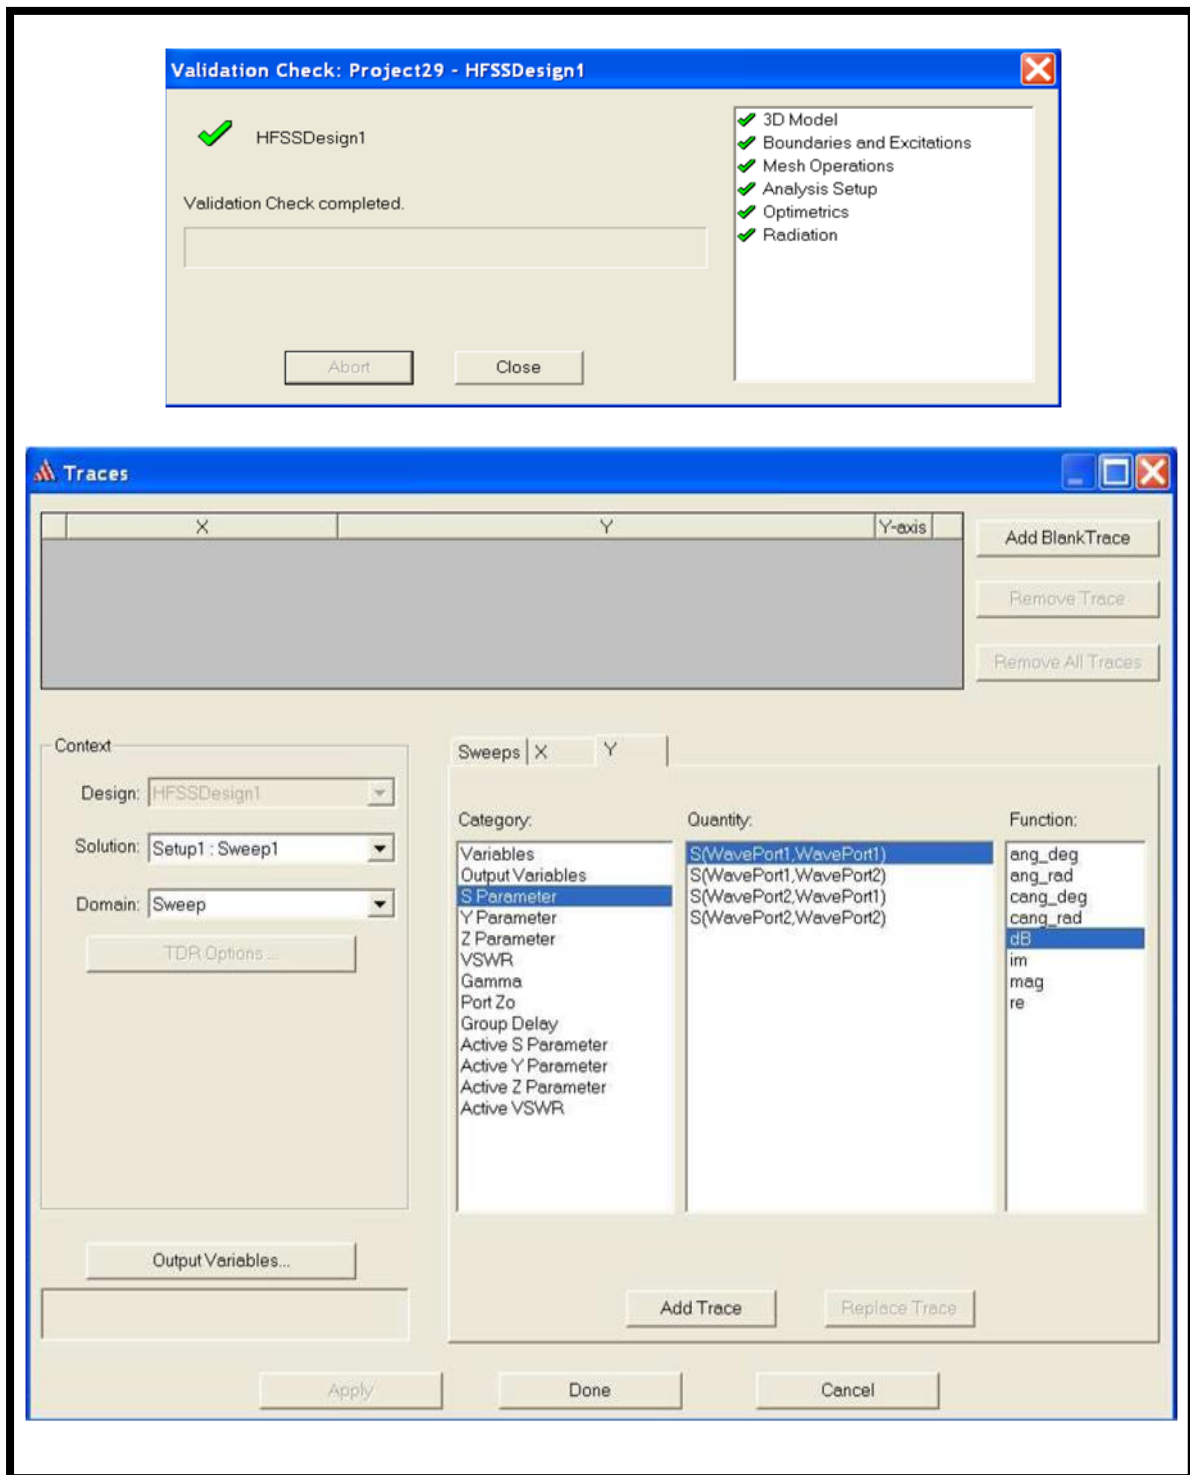 Validation Check: Project29 - HFSSDesign1
HFSSDesign1
Validation Check completed.
Abort
Close
3D Model
Boundaries and Excitations
Mesh Operations
Analysis Setup
Optimetrics
Radiation
Traces
X Y Y-axis
Add BlankTrace
Remove Trace
Remove All Traces
Context
Design: HFSSDesign1
Solution: Setup1 : Sweep1
Domain: Sweep
TDR Options ...
Output Variables...
Sweeps X Y
Category:
Variables
Output Variables
S Parameter
Y Parameter
Z Parameter
VSWR
Gamma
Port Zo
Group Delay
Active S Parameter
Active Y Parameter
Active Z Parameter
Active VSWR
Quantity:
S(WavePort1,WavePort1)
S(WavePort1,WavePort2)
S(WavePort2,WavePort1)
S(WavePort2,WavePort2)
Function:
ang_deg
ang_rad
cang_deg
cang_rad
dB
im
mag
re
Add Trace
Replace Trace
Apply
Done
Cancel